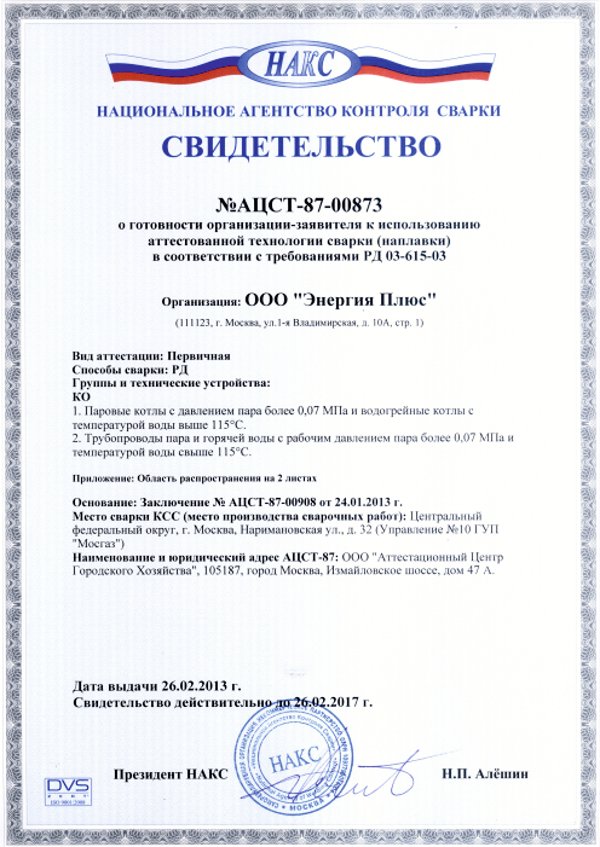 НАКС
НАЦИОНАЛЬНОЕ АГЕНТСТВО КОНТРОЛЯ СВАРКИ
СВИДЕТЕЛЬСТВО
№АЦСТ-87-00873
о готовности организации-заявителя к использованию
аттестованной технологии сварки (наплавки)
в соответствии с требованиями РД 03-615-03
Организация: ООО "Энергия Плюс"
(111123, г. Москва, ул.1-я Владимирская, д. 10А, стр. 1)
Вид аттестации: Первичная
Способы сварки: РД
Группы и технические устройства:
КО
1. Паровые котлы с давлением пара более 0,07 МПа и водогрейные котлы с
температурой воды выше 115°С.
2. Трубопроводы пара и горячей воды с рабочим давлением пара более 0,07 МПа и
температурой воды свыше 115°С.
Приложение: Область распространения на 2 листах
Основание: Заключение № АЦСТ-87-00908 от 24.01.2013 г.
Место сварки КСС (место производства сварочных работ): Центральный
федеральный округ, г. Москва, Наримановская ул., д. 32 (Управление №10 ГУП
"Мосгаз")
Наименование и юридический адрес АЦСТ-87: ООО "Аттестационный Центр
Городского Хозяйства", 105187, город Москва, Измайловское шоссе, дом 47 А.
Дата выдачи 26.02.2013 г.
Свидетельство действительно до 26.02.2017 г.
НАКС
МОСКВА
Президент НАКС
Н.П. Алёшин
DVS
ZERT
ISO 9001:2008